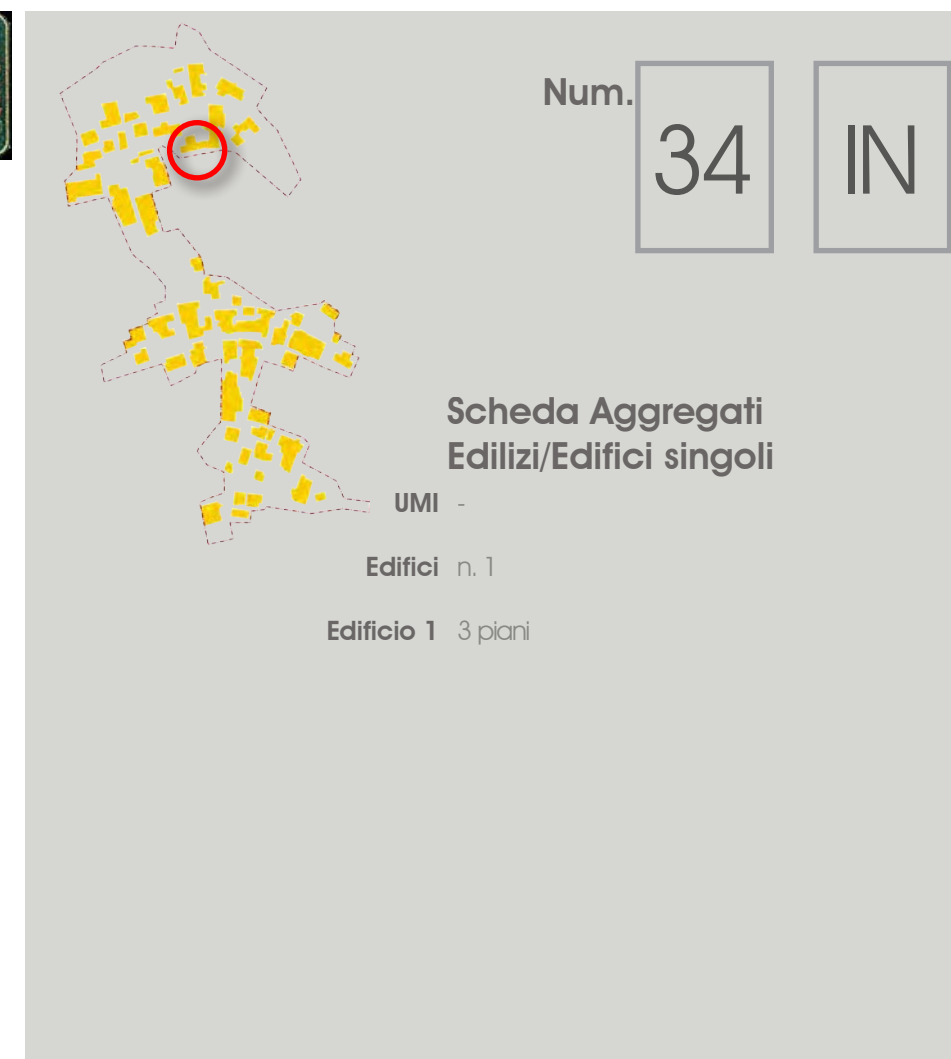 Num.
34 IN
Scheda Aggregati
Edilizi/Edifici singoli
UMI -
Edifici n. 1
Edificio 1 3 piani